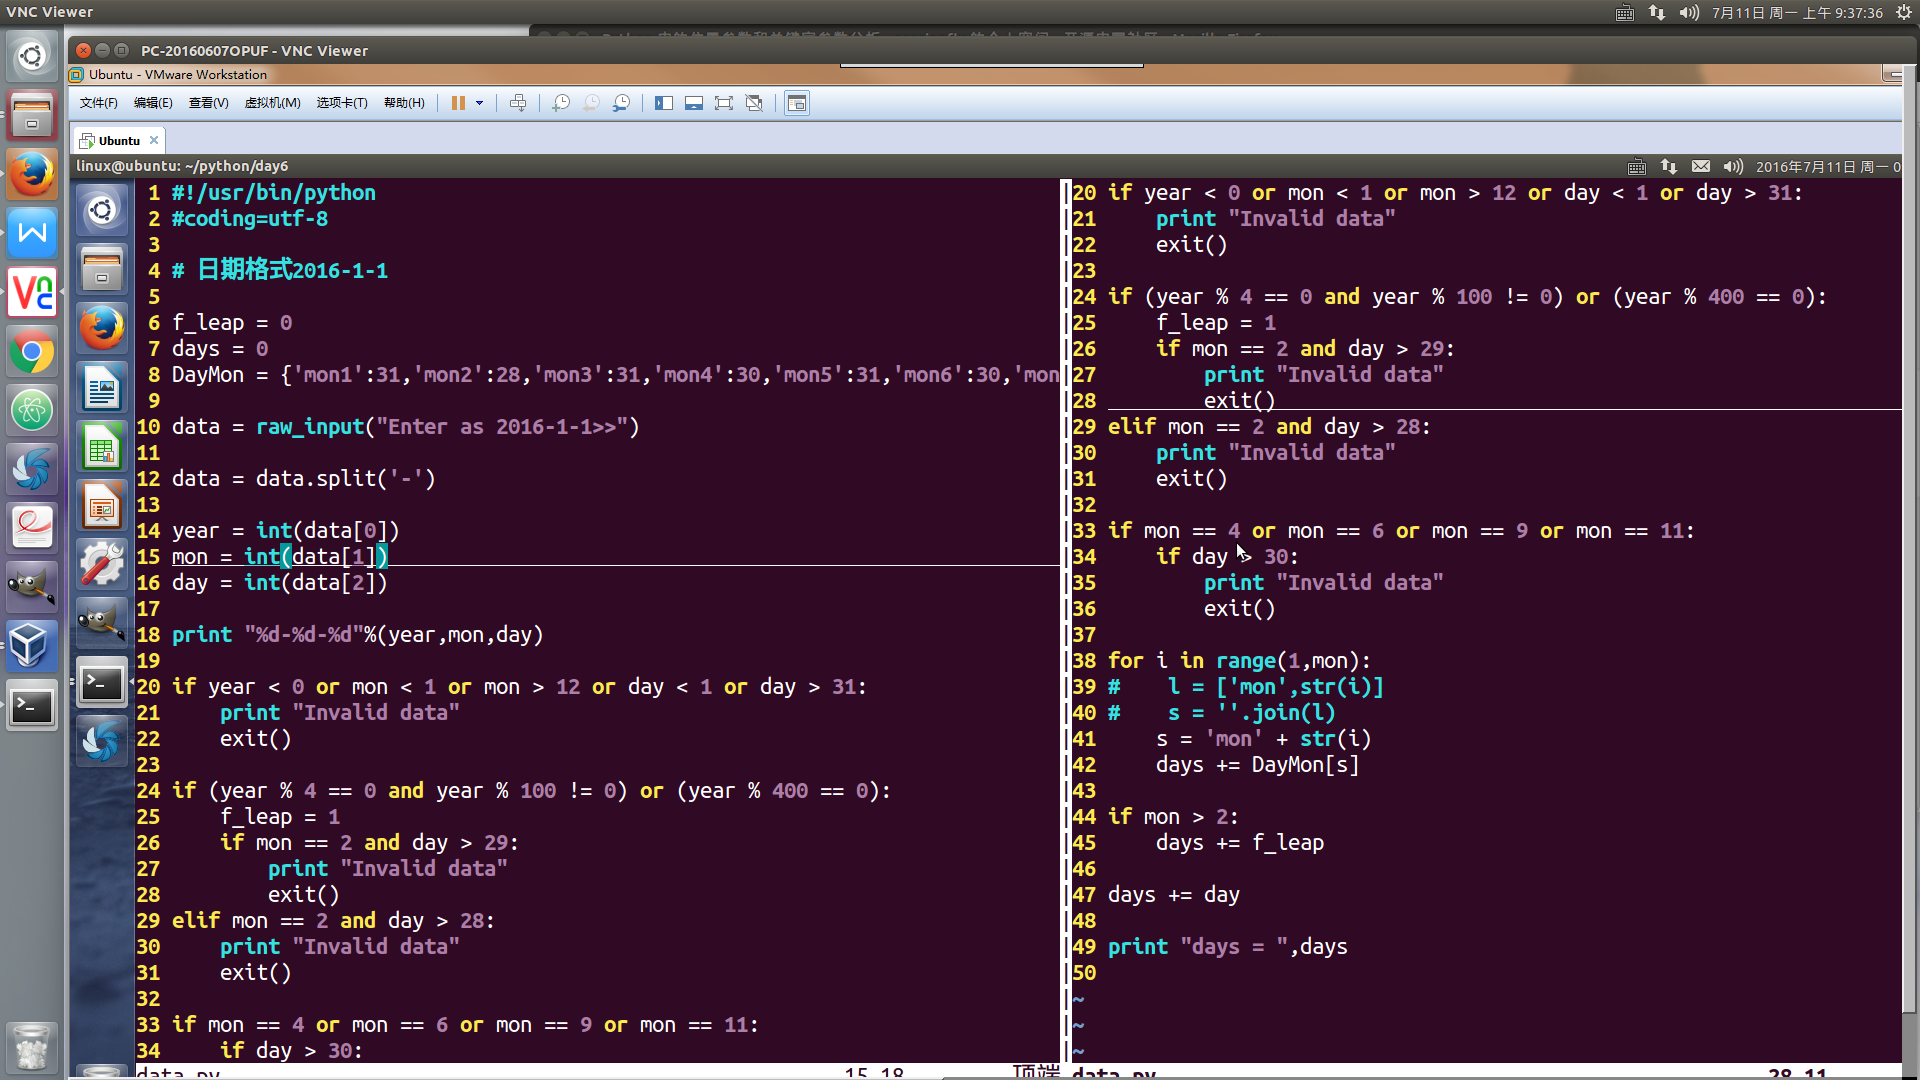 VNC Viewer
7月11日 周一 上午 9:37:36
PC-20160607OPUF - VNC Viewer
Ubuntu - VMware Workstation
文件(F) 编辑(E) 查看(V) 虚拟机(M) 选项卡(T) 帮助(H)
Ubuntu
linux@ubuntu: ~/python/day6
2016年7月11日 周一 0
1 #!/usr/bin/python
2 #coding=utf-8
3
4 # 日期格式2016-1-1
5
6 f_leap = 0
7 days = 0
8 DayMon = {'mon1':31,'mon2':28,'mon3':31,'mon4':30,'mon5':31,'mon6':30,'mon
9
10 data = raw_input("Enter as 2016-1-1>>")
11
12 data = data.split('-')
13
14 year = int(data[0])
15 mon = int(data[1])
16 day = int(data[2])
17
18 print "%d-%d-%d"%(year,mon,day)
19
20 if year < 0 or mon < 1 or mon > 12 or day < 1 or day > 31:
21     print "Invalid data"
22     exit()
23
24 if (year % 4 == 0 and year % 100 != 0) or (year % 400 == 0):
25     f_leap = 1
26     if mon == 2 and day > 29:
27         print "Invalid data"
28         exit()
29 elif mon == 2 and day > 28:
30     print "Invalid data"
31     exit()
32
33 if mon == 4 or mon == 6 or mon == 9 or mon == 11:
34     if day > 30:
data.py 15,18 顶端
20 if year < 0 or mon < 1 or mon > 12 or day < 1 or day > 31:
21     print "Invalid data"
22     exit()
23
24 if (year % 4 == 0 and year % 100 != 0) or (year % 400 == 0):
25     f_leap = 1
26     if mon == 2 and day > 29:
27         print "Invalid data"
28         exit()
29 elif mon == 2 and day > 28:
30     print "Invalid data"
31     exit()
32
33 if mon == 4 or mon == 6 or mon == 9 or mon == 11:
34     if day > 30:
35         print "Invalid data"
36         exit()
37
38 for i in range(1,mon):
39 #    l = ['mon',str(i)]
40 #    s = ''.join(l)
41     s = 'mon' + str(i)
42     days += DayMon[s]
43
44 if mon > 2:
45     days += f_leap
46
47 days += day
48
49 print "days = ",days
50
~
~
~
data.py 28,11